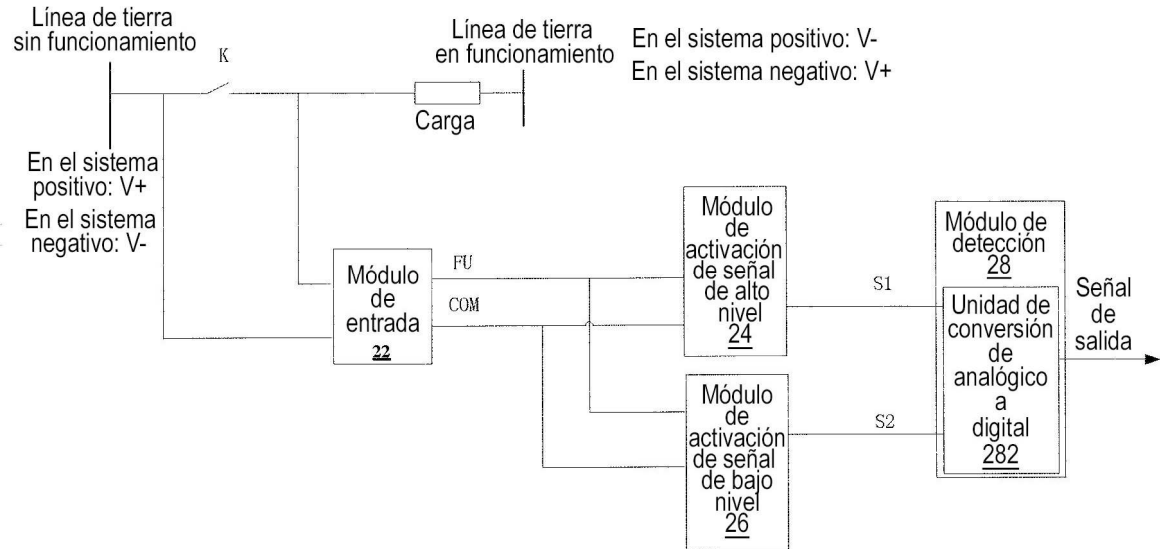 Línea de tierra
sin funcionamiento
K
Línea de tierra
en funcionamiento
En el sistema positivo: V-
En el sistema negativo: V+
Carga
En el sistema
positivo: V+
En el sistema
negativo: V-
Módulo
de
entrada
22
FU
COM
Módulo
de
activación
de señal
de alto
nivel
24
S1
Módulo
de
activación
de señal
de bajo
nivel
26
S2
Módulo de
detección
28
Unidad de
conversión
de
analógico
a
digital
282
Señal
de
salida